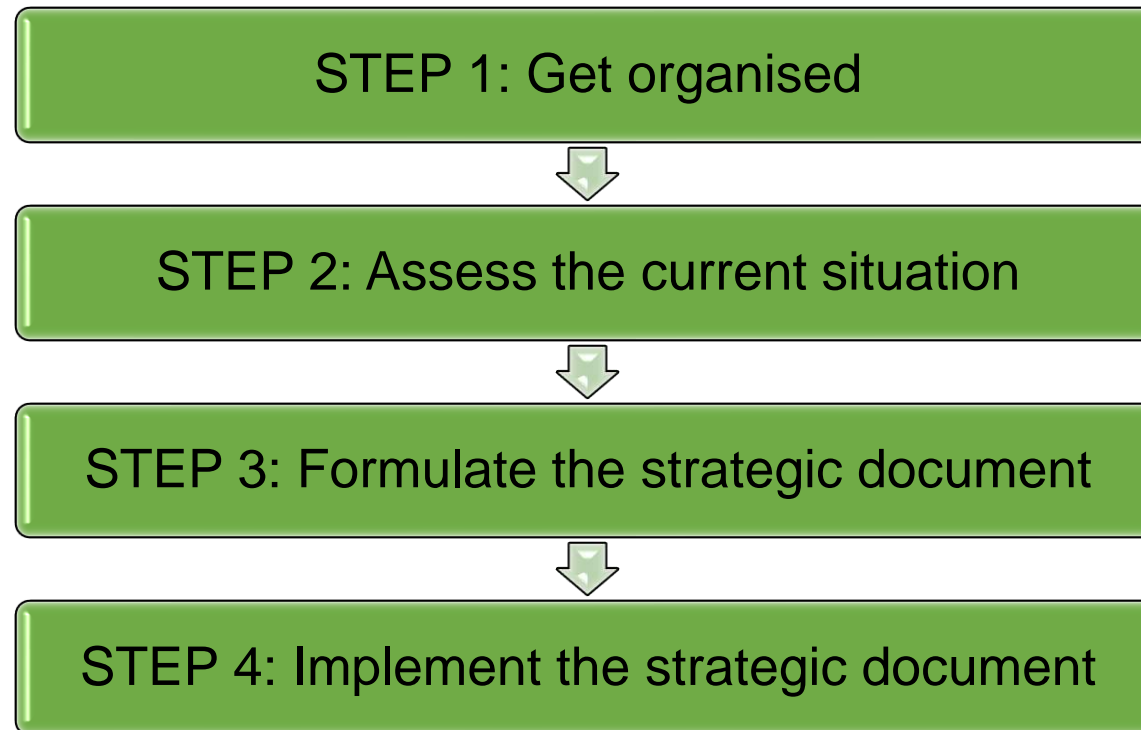 STEP 1: Get organised
STEP 2: Assess the current situation
STEP 3: Formulate the strategic document
STEP 4: Implement the strategic document